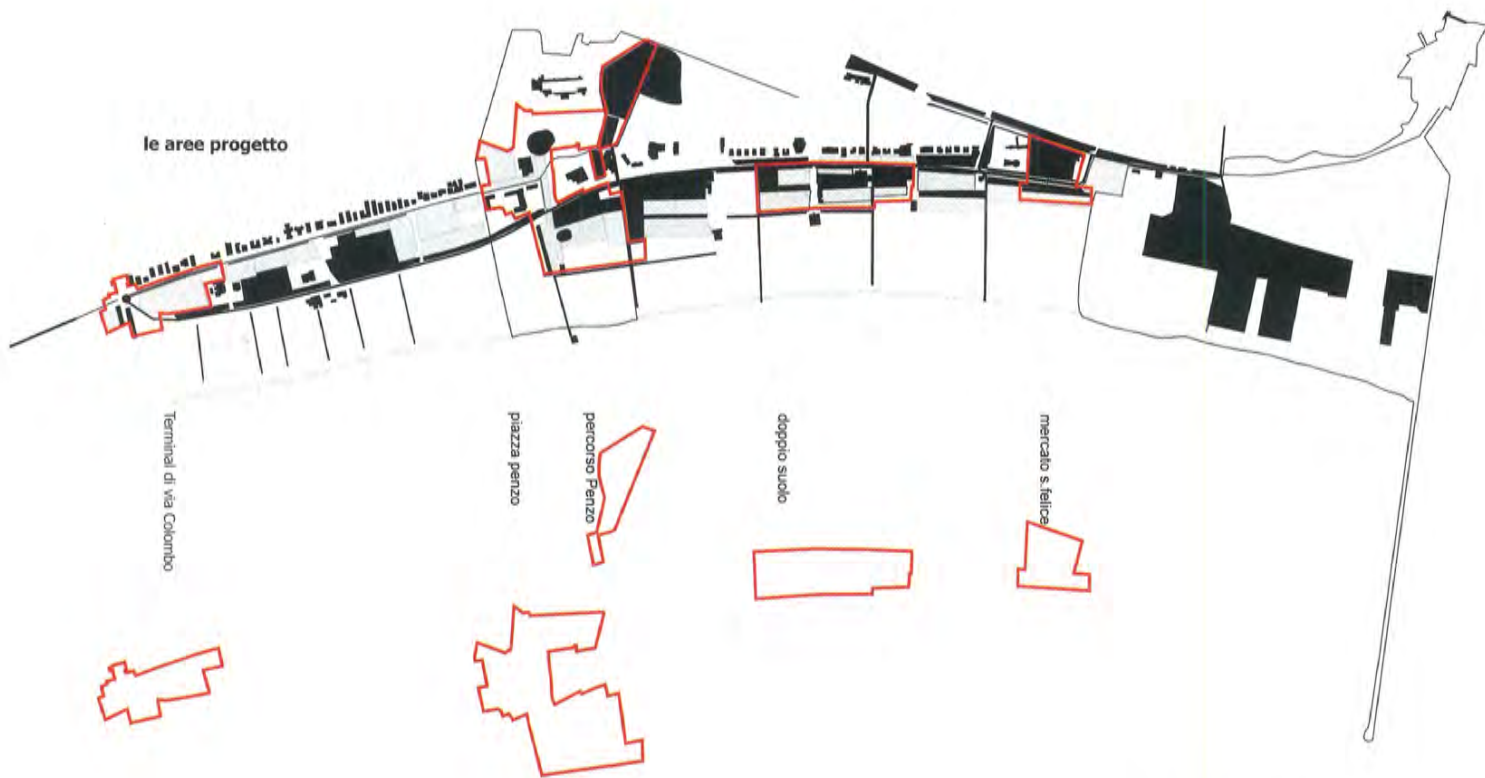 le aree progetto
Terminal di via Colombo
piazza penzo
percorso Penzo
doppio suolo
mercato s.felice